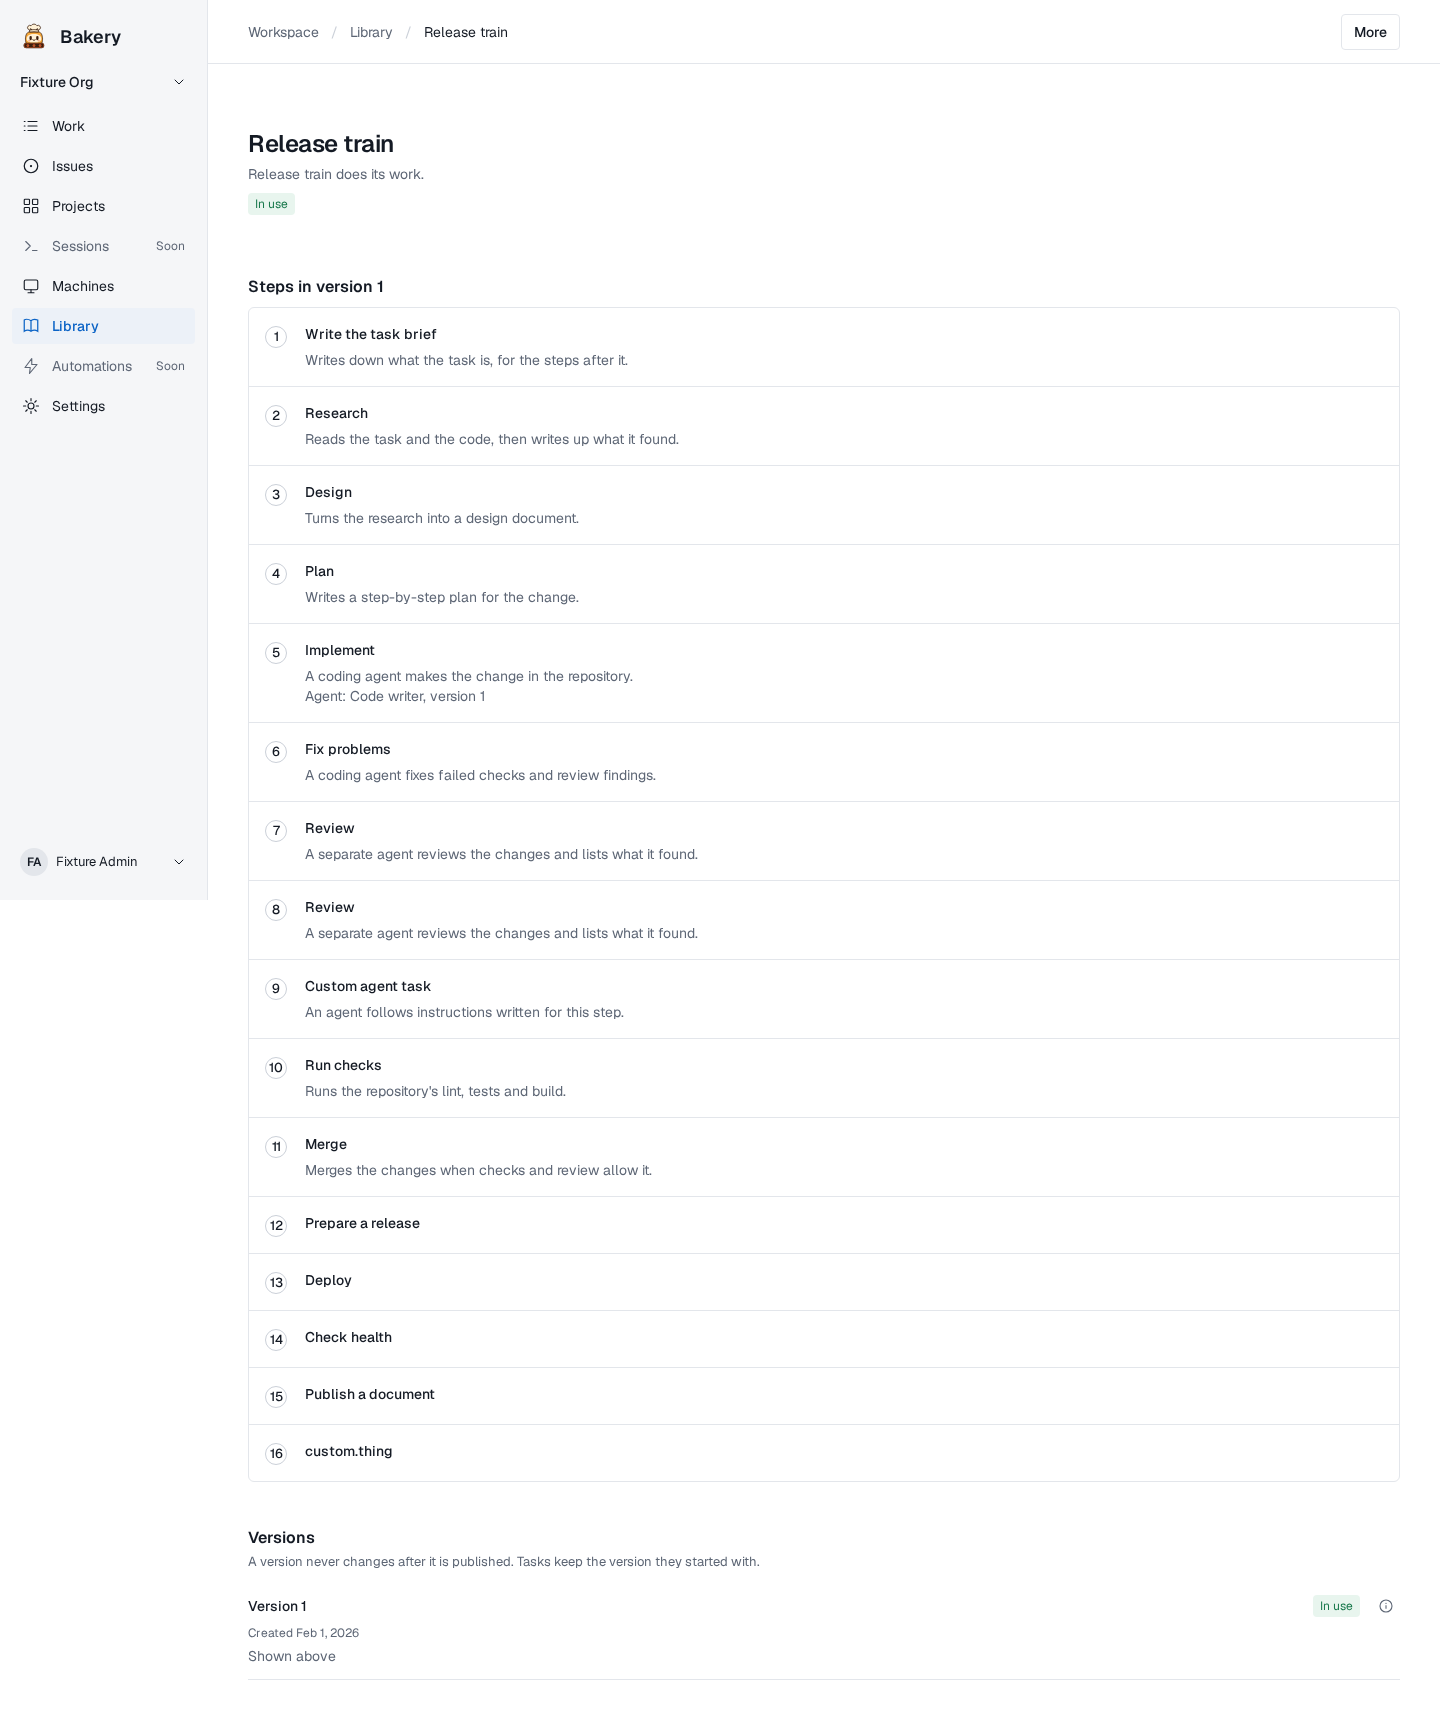 Bakery
Fixture Org
Work
Issues
Projects
Sessions Soon
Machines
Library
Automations Soon
Settings
FA Fixture Admin
Workspace / Library / Release train
More
Release train
Release train does its work.
In use
Steps in version 1
1 Write the task brief
Writes down what the task is, for the steps after it.
2 Research
Reads the task and the code, then writes up what it found.
3 Design
Turns the research into a design document.
4 Plan
Writes a step-by-step plan for the change.
5 Implement
A coding agent makes the change in the repository.
Agent: Code writer, version 1
6 Fix problems
A coding agent fixes failed checks and review findings.
7 Review
A separate agent reviews the changes and lists what it found.
8 Review
A separate agent reviews the changes and lists what it found.
9 Custom agent task
An agent follows instructions written for this step.
10 Run checks
Runs the repository's lint, tests and build.
11 Merge
Merges the changes when checks and review allow it.
12 Prepare a release
13 Deploy
14 Check health
15 Publish a document
16 custom.thing
Versions
A version never changes after it is published. Tasks keep the version they started with.
Version 1 In use
Created Feb 1, 2026
Shown above